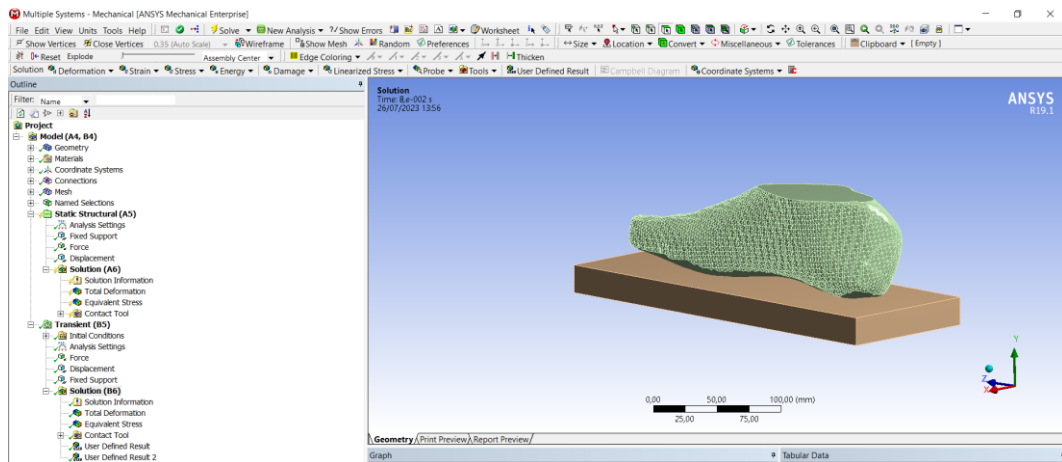 Multiple Systems - Mechanical [ANSYS Mechanical Enterprise]
File Edit View Units Tools Help Solve New Analysis ?/Show Errors Worksheet
Show Vertices Close Vertices 0.35 (Auto Scale) Wireframe Show Mesh Random Preferences Size Location Convert Miscellaneous Tolerances Clipboard [ Empty ]
Reset Explode Assembly Center Edge Coloring Thicken
Solution Deformation Strain Stress Energy Damage Linearized Stress Probe Tools User Defined Result Campbell Diagram Coordinate Systems
Outline
Filter: Name
Project
Model (A4, B4)
Geometry
Materials
Coordinate Systems
Connections
Mesh
Named Selections
Static Structural (A5)
Analysis Settings
Fixed Support
Force
Displacement
Solution (A6)
Solution Information
Total Deformation
Equivalent Stress
Contact Tool
Transient (B5)
Initial Conditions
Analysis Settings
Force
Displacement
Fixed Support
Solution (B6)
Solution Information
Total Deformation
Equivalent Stress
Contact Tool
User Defined Result
User Defined Result 2
Solution
Time: 8,e-002 s
26/07/2023 13:56
ANSYS
R19.1
Y
Z
X
0,00 50,00 100,00 (mm)
25,00 75,00
Geometry Print Preview Report Preview
Graph
Tabular Data